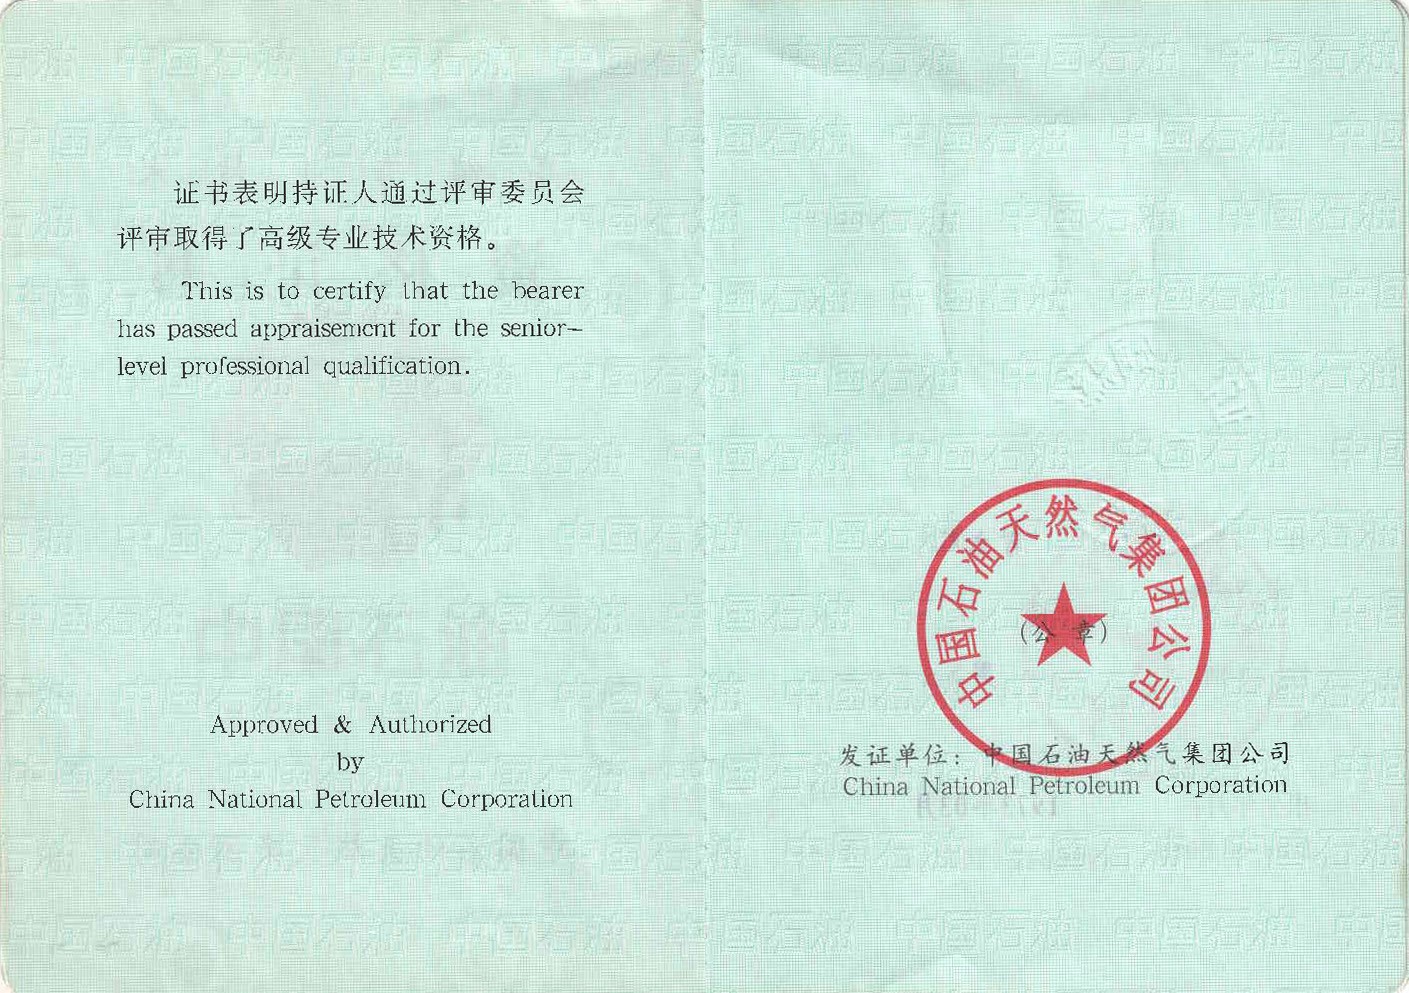 证书表明持证人通过评审委员会
评审取得了高级专业技术资格。
This is to certify that the bearer
has passed appraisement for the senior-
level professional qualification.
Approved & Authorized
by
China National Petroleum Corporation
中国石油天然气集团公司
(公 章)
发证单位：中国石油天然气集团公司
China National Petroleum Corporation
中国石油